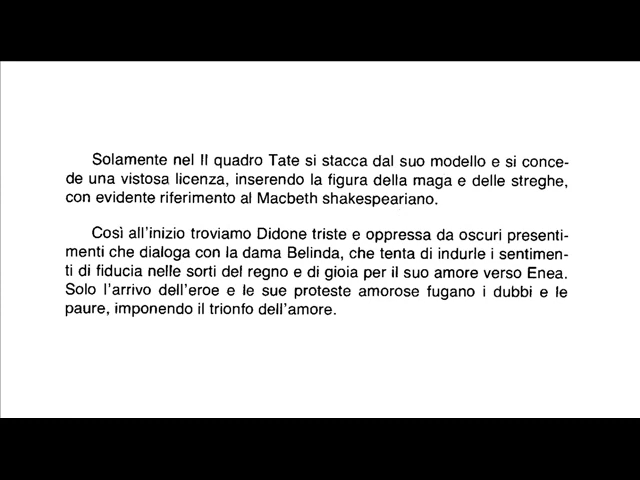 Solamente nel II quadro Tate si stacca dal suo modello e si conce-
de una vistosa licenza, inserendo la figura della maga e delle streghe,
con evidente riferimento al Macbeth shakespeariano.
Così all'inizio troviamo Didone triste e oppressa da oscuri presenti-
menti che dialoga con la dama Belinda, che tenta di indurle i sentimen-
ti di fiducia nelle sorti del regno e di gioia per il suo amore verso Enea.
Solo l'arrivo dell'eroe e le sue proteste amorose fugano i dubbi e le
paure, imponendo il trionfo dell'amore.